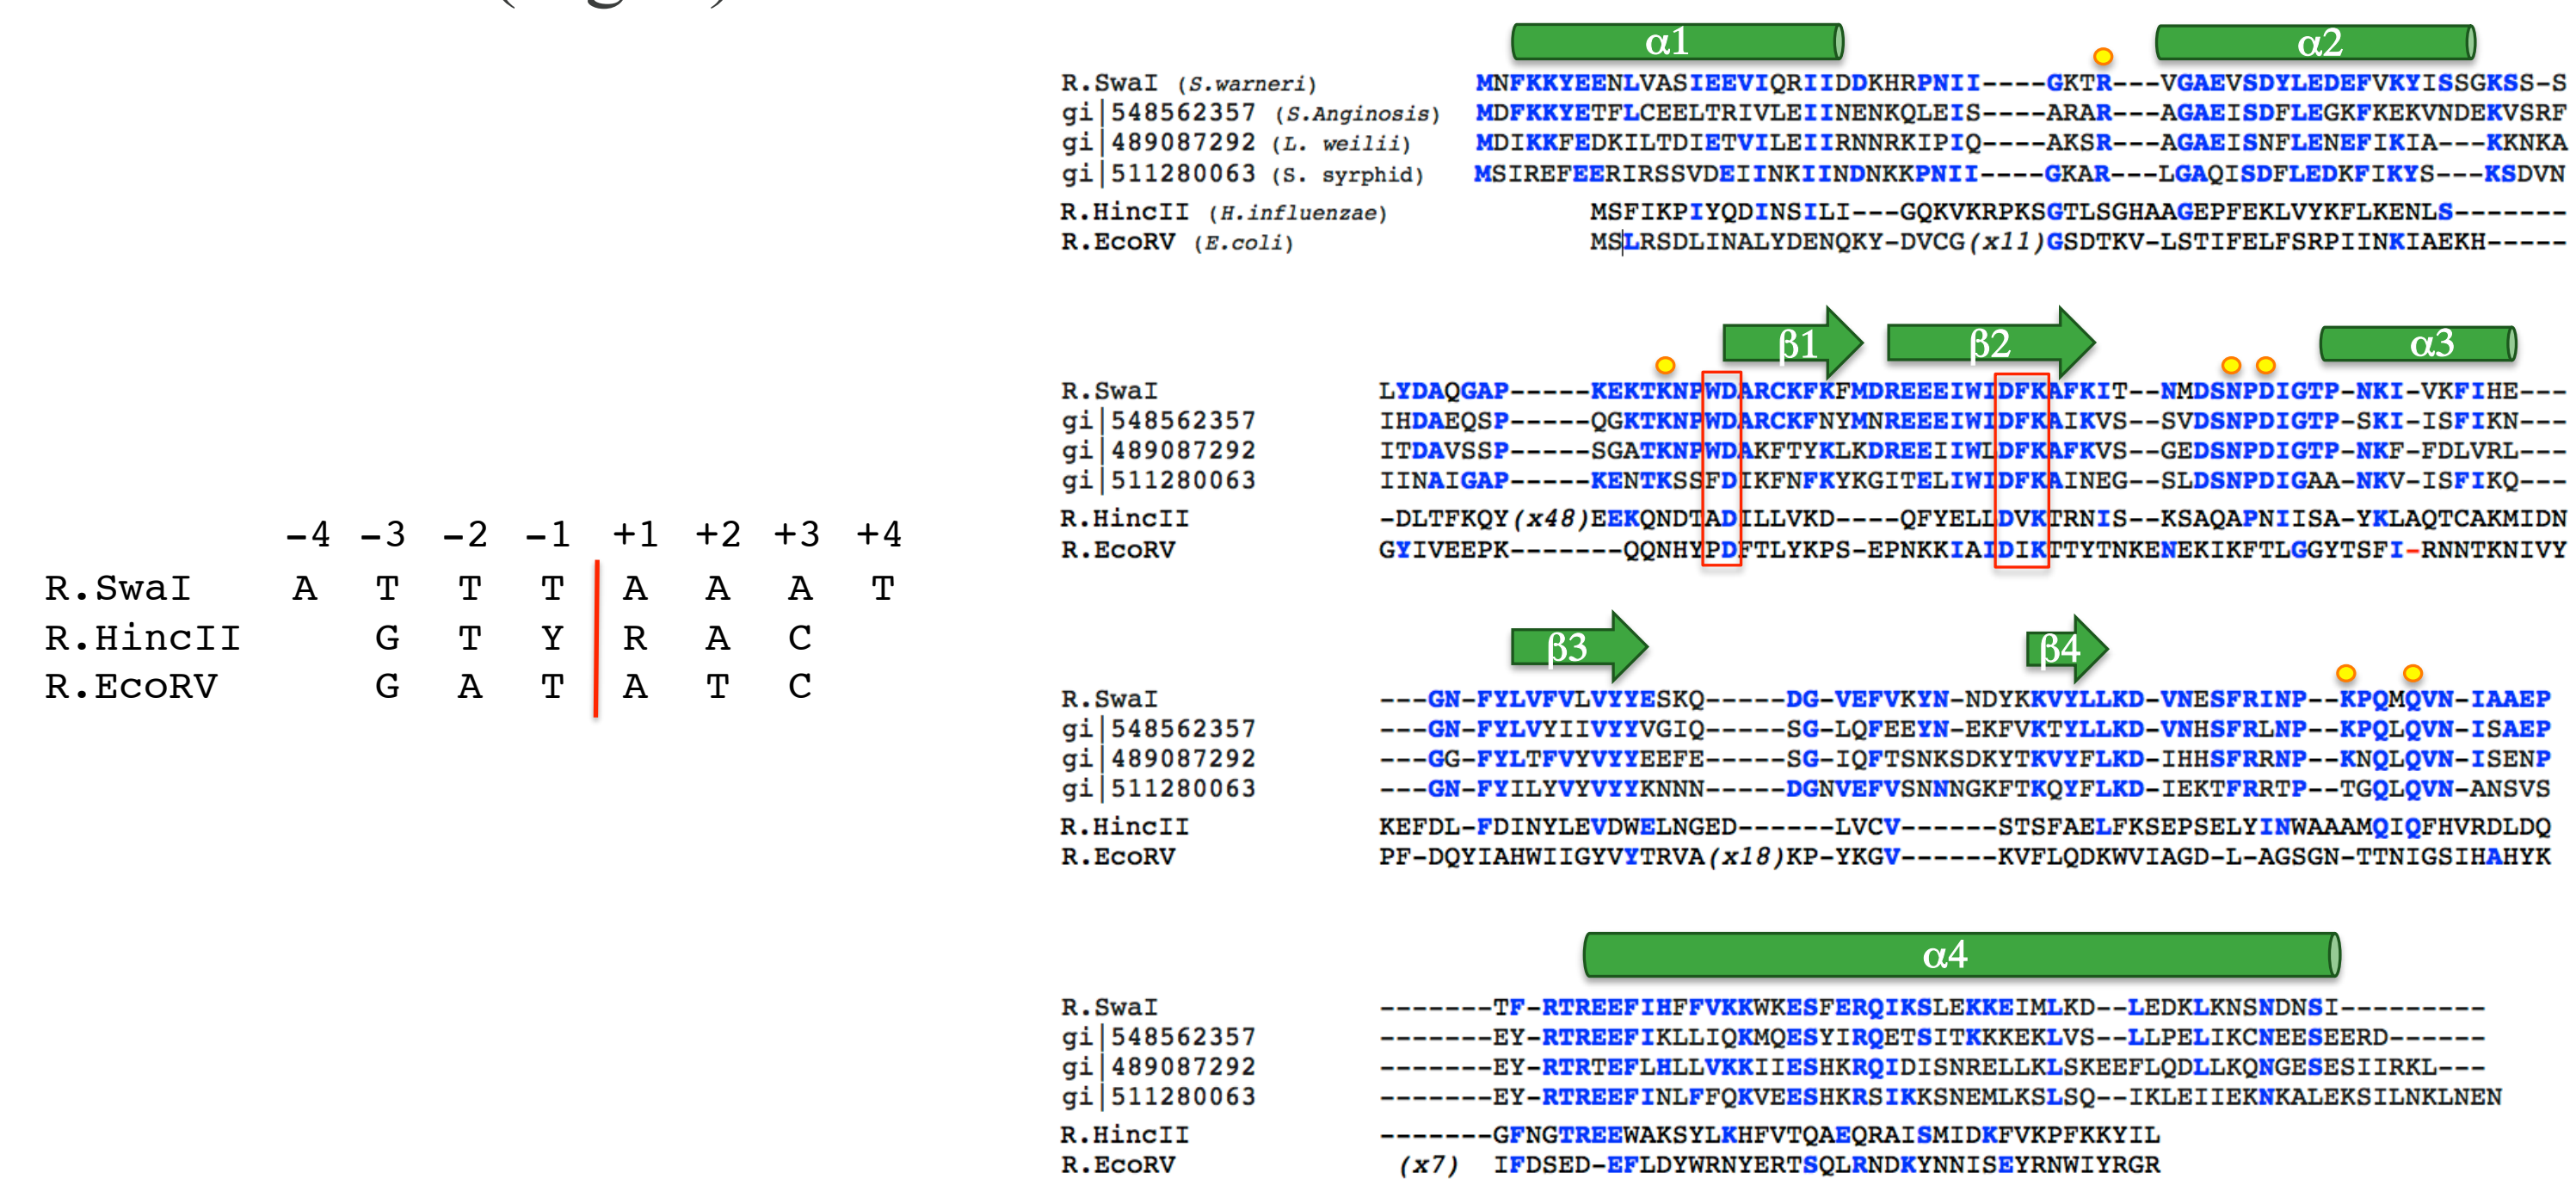 -4 -3 -2 -1 +1 +2 +3 +4
R.SwaI A T T T A A A T
R.HincII G T Y R A C
R.EcoRV G A T A T C
α1 α2
R.SwaI (S.warneri) MNFKKYEENLVASIEEVIQRIIDDKHRPNII----GKTR---VGAEVSDYLEDEFVKYISSGKSS-S
gi|548562357 (S.Anginosis) MDFKKYETFLCEELTRIVLEIINENKQLEIS----ARAR---AGAEISDFLEGKFKEKVNDEKVSRF
gi|489087292 (L. weilii) MDIKKFEDKILTDIETVILEIIRNNRKIPIQ----AKSR---AGAEISNFLENEFIKIA---KKNKA
gi|511280063 (S. syrphid) MSIREFEERIRSSVDEIINKIINDNKKPNII----GKAR---LGAQISDFLEDKFIKYS---KSDVN
R.HincII (H.influenzae) MSFIKPIYQDINSILI---GQKVKRPKSGTLSGHAAGEPFEKLVYKFLKENLS-------
R.EcoRV (E.coli) MSLRSDLINALYDENQKY-DVCG(x11)GSDTKV-LSTIFELFSRPIINKIAEKH-----
β1 β2 α3
R.SwaI LYDAQGAP-----KEKTKNPWDARCKFKFMDREEEIWIDFKAFKIT--NMDSNPDIGTP-NKI-VKFIHE---
gi|548562357 IHDAEQSP-----QGKTKNPWDARCKFNYMNREEEIWIDFKAIKVS--SVDSNPDIGTP-SKI-ISFIKN---
gi|489087292 ITDAVSSP-----SGATKNPWDAKFTYKLKDREEIIWLDFKAFKVS--GEDSNPDIGTP-NKF-FDLVRL---
gi|511280063 IINAIGAP-----KENTKSSFDIKFNFKYKGITELIWIDFKAINEG--SLDSNPDIGAA-NKV-ISFIKQ---
R.HincII -DLTFKQY(x48)EEKQNDTADILLVKD----QFYELLDVKTRNIS--KSAQAPNIISA-YKLAQTCAKMIDN
R.EcoRV GYIVEEPK-------QQNHYPDFTLYKPS-EPNKKIAIDIKTTYTNKENEKIKFTLGGYTSFI-RNNTKNIVY
β3 β4
R.SwaI ---GN-FYLVFVLVYYESKQ-----DG-VEFVKYN-NDYKKVYLLKD-VNESFRINP--KPQMQVN-IAAEP
gi|548562357 ---GN-FYLVYIIVYYVGIQ-----SG-LQFEEYN-EKFVKTYLLKD-VNHSFRLNP--KPQLQVN-ISAEP
gi|489087292 ---GG-FYLTFVYVYYEEFE-----SG-IQFTSNKSDKYTKVYFLKD-IHHSFRRNP--KNQLQVN-ISENP
gi|511280063 ---GN-FYILYVYVYYKNNN-----DGNVEFVSNNNGKFTKQYFLKD-IEKTFRRTP--TGQLQVN-ANSVS
R.HincII KEFDL-FDINYLEVDWELNGED------LVCV------STSFAELFKSEPSELYINWAAAMQIQFHVRDLDQ
R.EcoRV PF-DQYIAHWIIGYVYTRVA(x18)KP-YKGV------KVFLQDKWVIAGD-L-AGSGN-TTNIGSIHAHYK
α4
R.SwaI -------TF-RTREEFIHFFVKKWKESFERQIKSLEKKEIMLKD--LEDKLKNSNDNSI---------
gi|548562357 -------EY-RTREEFIKLLIQKMQESYIRQETSITKKKEKLVS--LLPELIKCNEESEERD------
gi|489087292 -------EY-RTRTEFLHLLVKKIIESHKRQIDISNRELLKLSKEEFLQDLLKQNGESESIIRKL---
gi|511280063 -------EY-RTREEFINLFFQKVEESHKRSIKKSNEMLKSLSQ--IKLEIIEKNKALEKSILNKLNEN
R.HincII -------GFNGTREEWAKSYLKHFVTQAEQRAISMIDKFVKPFKKYIL
R.EcoRV (x7) IFDSED-EFLDYWRNYERTSQLRNDKYNNISEYRNWIYRGR